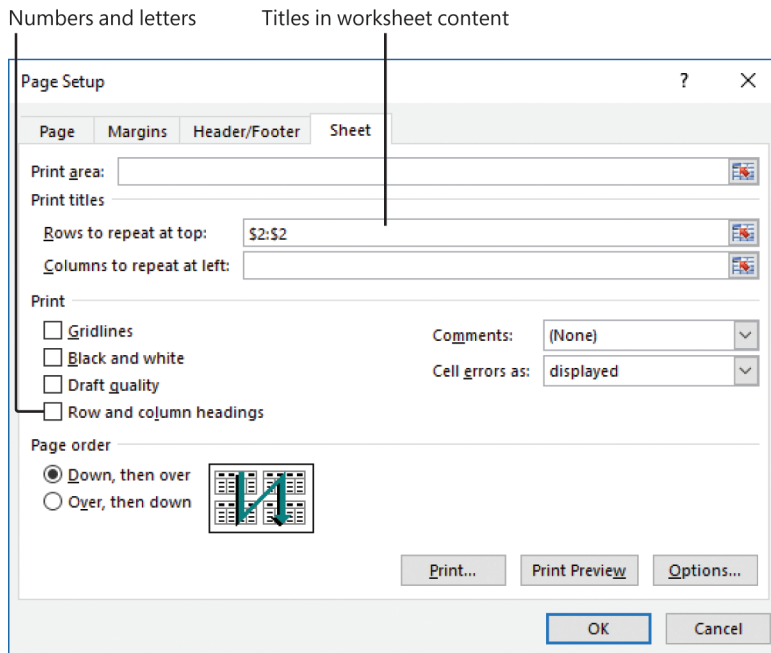 Numbers and letters Titles in worksheet content
Page Setup ?
Page Margins Header/Footer Sheet
Print area:
Print titles
Rows to repeat at top: $2:$2
Columns to repeat at left:
Print
Gridlines Comments: (None)
Black and white
Cell errors as: displayed
Draft quality
Row and column headings
Page order
Down, then over
Over, then down
Print... Print Preview Options...
OK Cancel